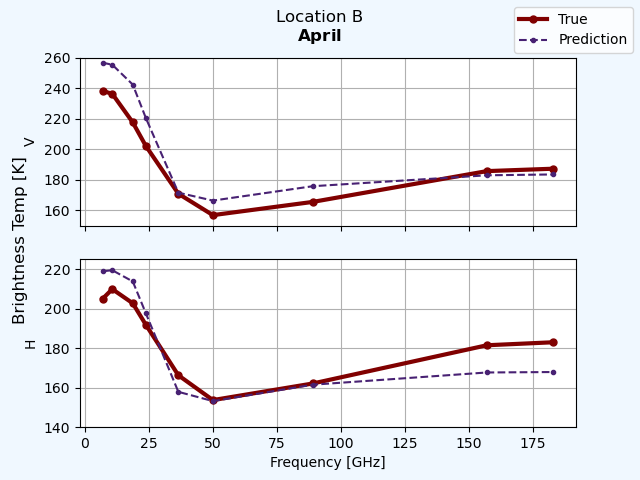 Location B
April
True
Prediction
Brightness Temp [K]
V
260
240
220
200
180
160
H
220
200
180
160
140
0
25
50
75
100
125
150
175
Frequency [GHz]